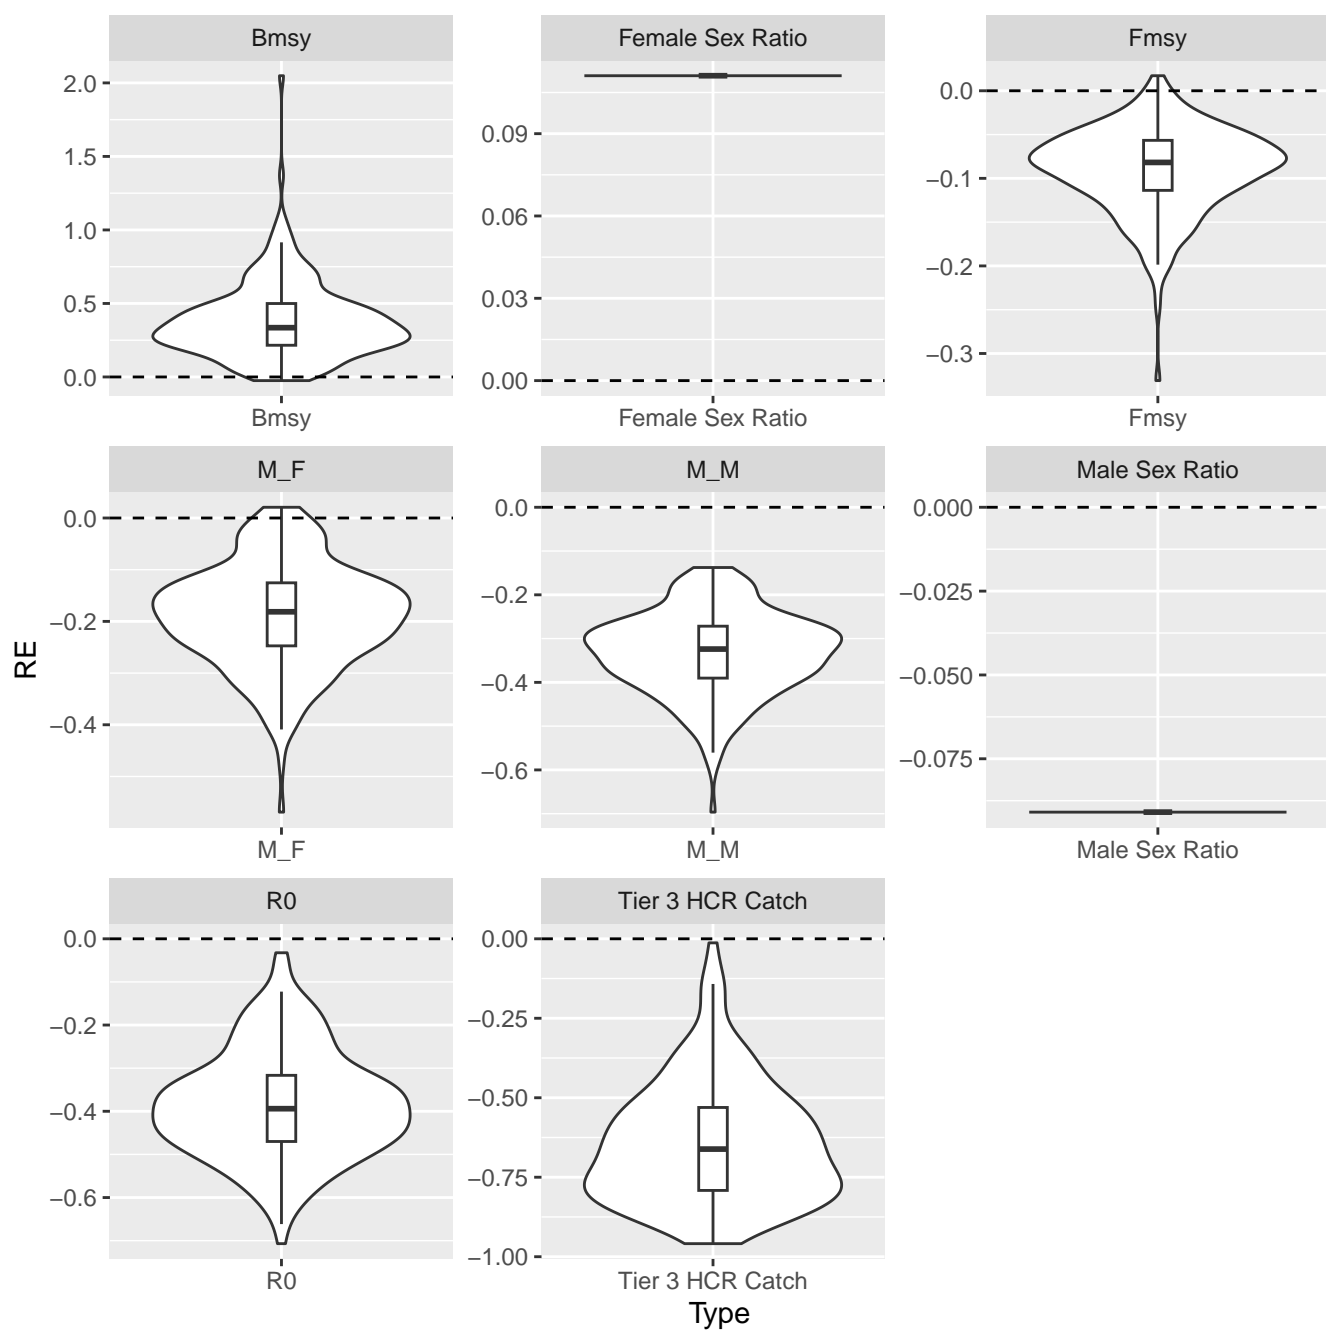 Bmsy
Female Sex Ratio
Fmsy
2.0
1.5
1.0
0.5
0.0
0.09
0.06
0.03
0.00
0.0
−0.1
−0.2
−0.3
Bmsy
Female Sex Ratio
Fmsy
M_F
M_M
Male Sex Ratio
0.0
−0.2
−0.4
0.0
−0.2
−0.4
−0.6
0.000
−0.025
−0.050
−0.075
M_F
M_M
Male Sex Ratio
RE
R0
Tier 3 HCR Catch
0.0
−0.2
−0.4
−0.6
0.00
−0.25
−0.50
−0.75
−1.00
R0
Tier 3 HCR Catch
Type